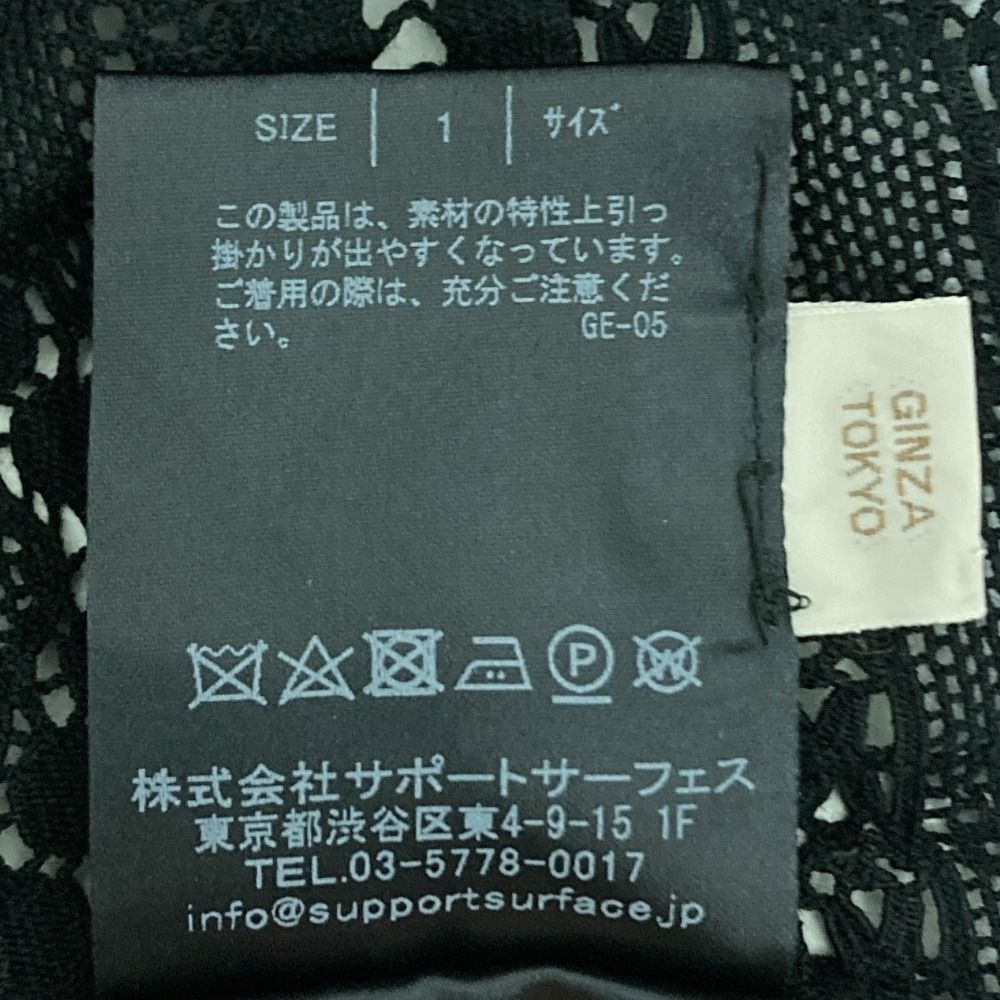 SIZE 1 サイズ
この製品は、素材の特性上引っ
掛かりが出やすくなっています。
ご着用の際は、充分ご注意くだ
さい。 GE-05
P W
株式会社サポートサーフェス
東京都渋谷区東4-9-15 1F
TEL.03-5778-0017
info@supportsurface.jp
GINZA
TOKYO